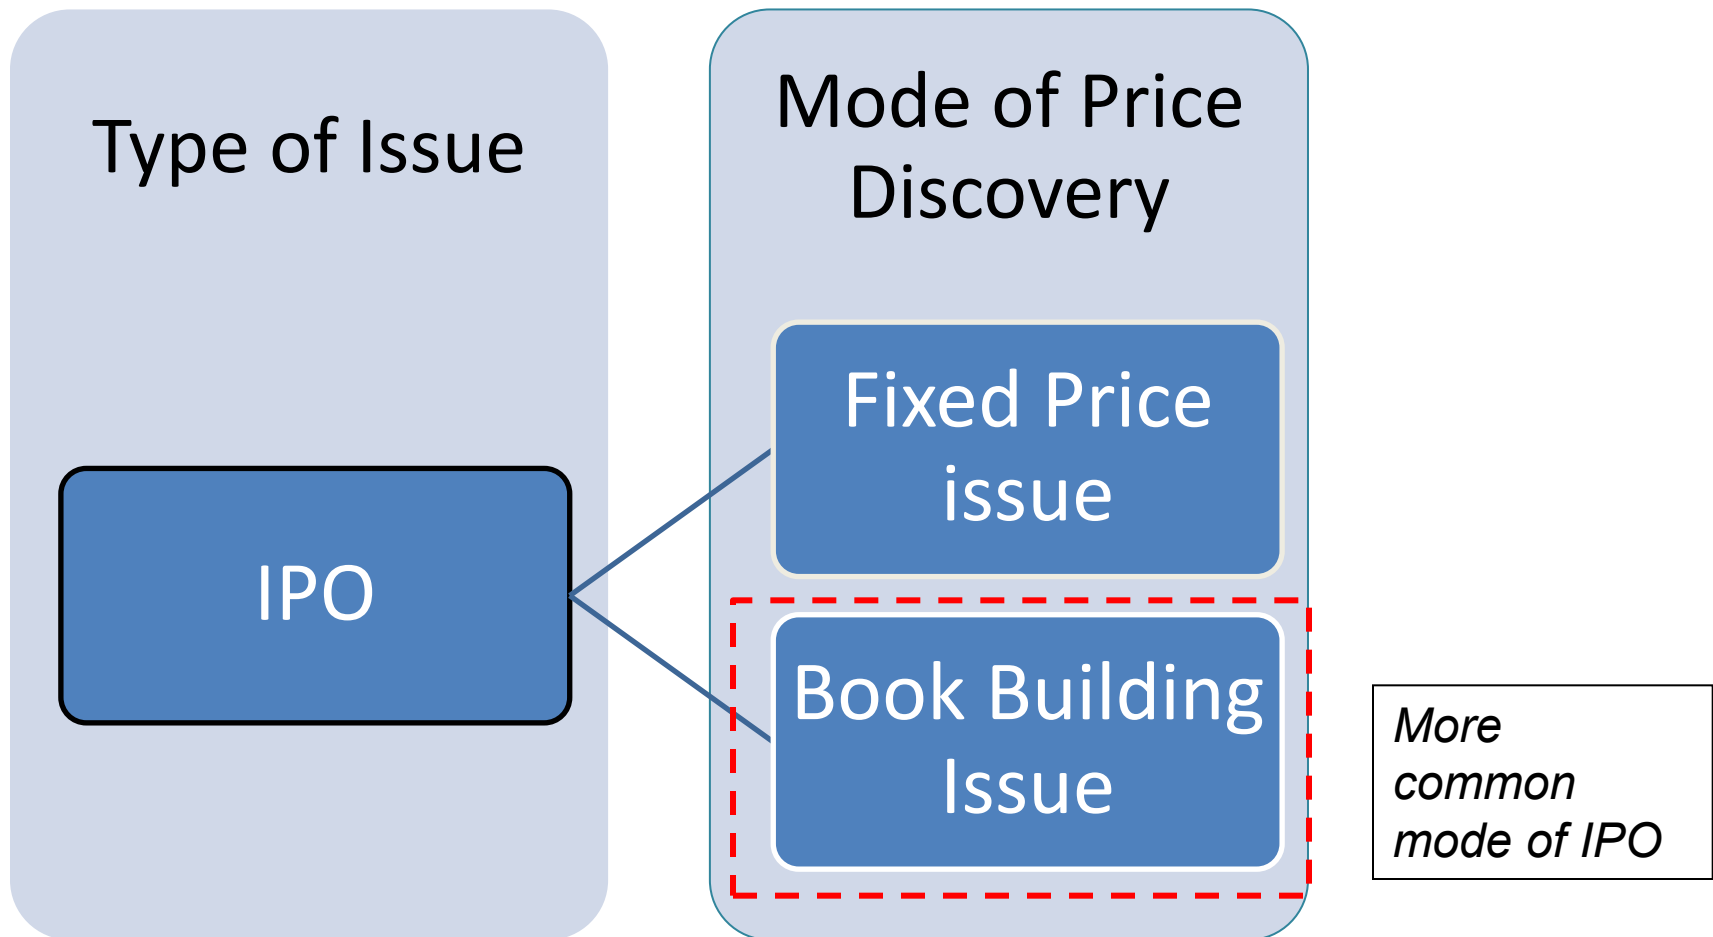 Type of Issue
Mode of Price
Discovery
IPO
Fixed Price
issue
Book Building
Issue
More
common
mode of IPO